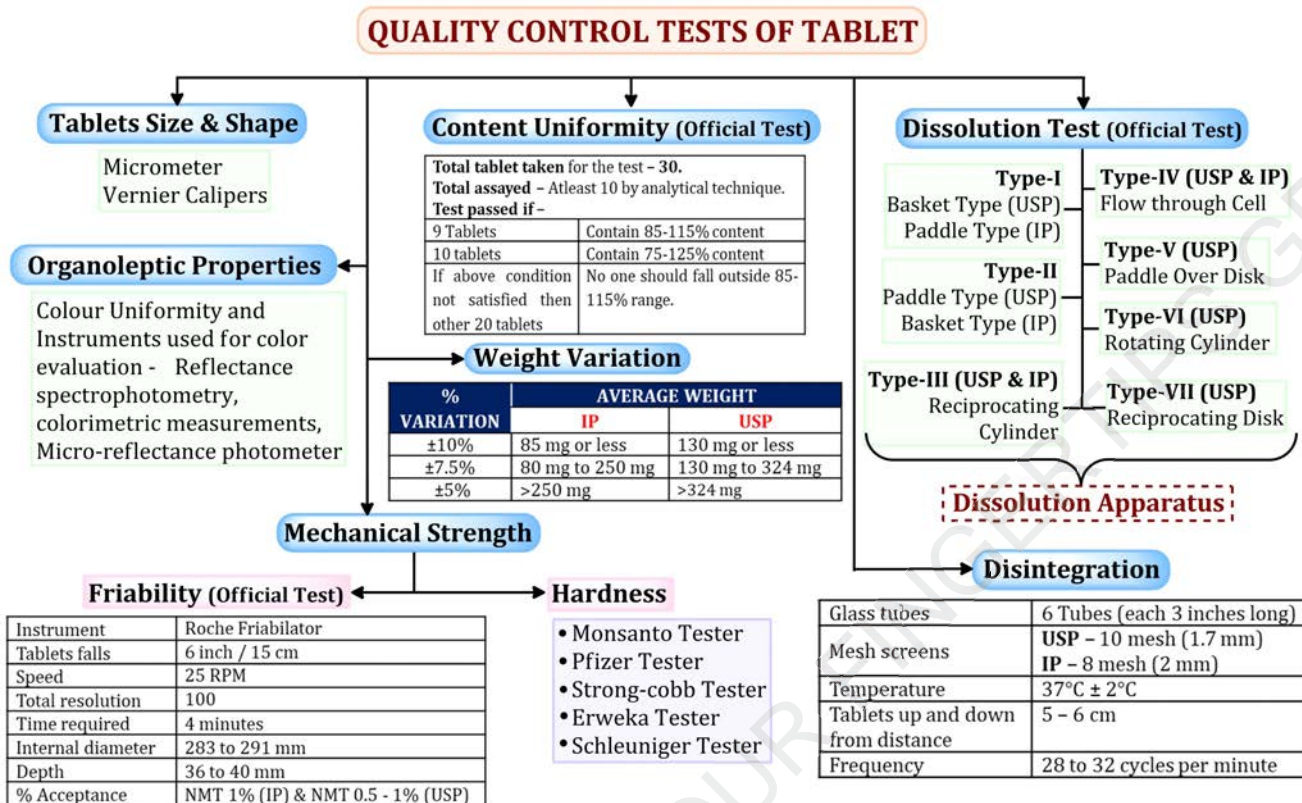 QUALITY CONTROL TESTS OF TABLET
Tablets Size & Shape
Micrometer
Vernier Calipers
Organoleptic Properties
Colour Uniformity and
Instruments used for color
evaluation - Reflectance
spectrophotometry,
colorimetric measurements,
Micro-reflectance photometer
Content Uniformity (Official Test)
Total tablet taken for the test – 30.
Total assayed – Atleast 10 by analytical technique.
Test passed if –
9 Tablets Contain 85-115% content
10 tablets Contain 75-125% content
If above condition No one should fall outside 85-
not satisfied then 115% range.
other 20 tablets
Weight Variation
% AVERAGE WEIGHT
VARIATION IP USP
±10% 85 mg or less 130 mg or less
±7.5% 80 mg to 250 mg 130 mg to 324 mg
±5% >250 mg >324 mg
Mechanical Strength
Friability (Official Test)
Instrument Roche Friabilator
Tablets falls 6 inch / 15 cm
Speed 25 RPM
Total resolution 100
Time required 4 minutes
Internal diameter 283 to 291 mm
Depth 36 to 40 mm
% Acceptance NMT 1% (IP) & NMT 0.5 - 1% (USP)
Hardness
• Monsanto Tester
• Pfizer Tester
• Strong-cobb Tester
• Erweka Tester
• Schleuniger Tester
Dissolution Test (Official Test)
Type-I
Basket Type (USP)
Paddle Type (IP)
Type-II
Paddle Type (USP)
Basket Type (IP)
Type-III (USP & IP)
Reciprocating
Cylinder
Type-IV (USP & IP)
Flow through Cell
Type-V (USP)
Paddle Over Disk
Type-VI (USP)
Rotating Cylinder
Type-VII (USP)
Reciprocating Disk
Dissolution Apparatus
Disintegration
Glass tubes 6 Tubes (each 3 inches long)
Mesh screens USP – 10 mesh (1.7 mm)
IP – 8 mesh (2 mm)
Temperature 37°C ± 2°C
Tablets up and down 5 – 6 cm
from distance
Frequency 28 to 32 cycles per minute
OUR FINGERTIPS